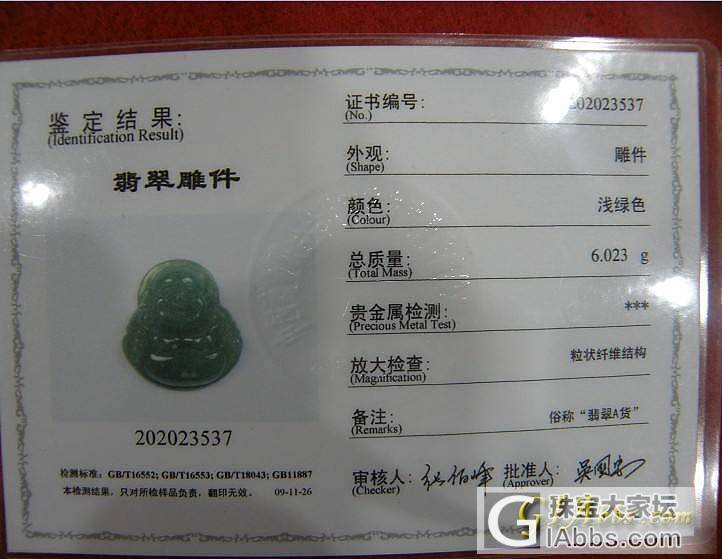 鉴定结果:
(Identification Result)
翡翠雕件
202023537
检测标准: GB/T16552; GB/T16553; GB/T18043; GB11887
本检测结果、只对所检样品负责、翻印无效。 09-11-26
证书编号: 202023537
(No.)
外观: 雕件
(Shape)
颜色: 浅绿色
(Colour)
总质量: 6.023 g
(Total Mass)
贵金属检测: ***
(Precious Metal Test)
放大检查: 粒状纤维结构
(Magnification)
备注: 俗称“翡翠A货”
(Remarks)
审核人: 批准人:
(Checker) (Approver)
珠宝大家坛
GIAbbs.com